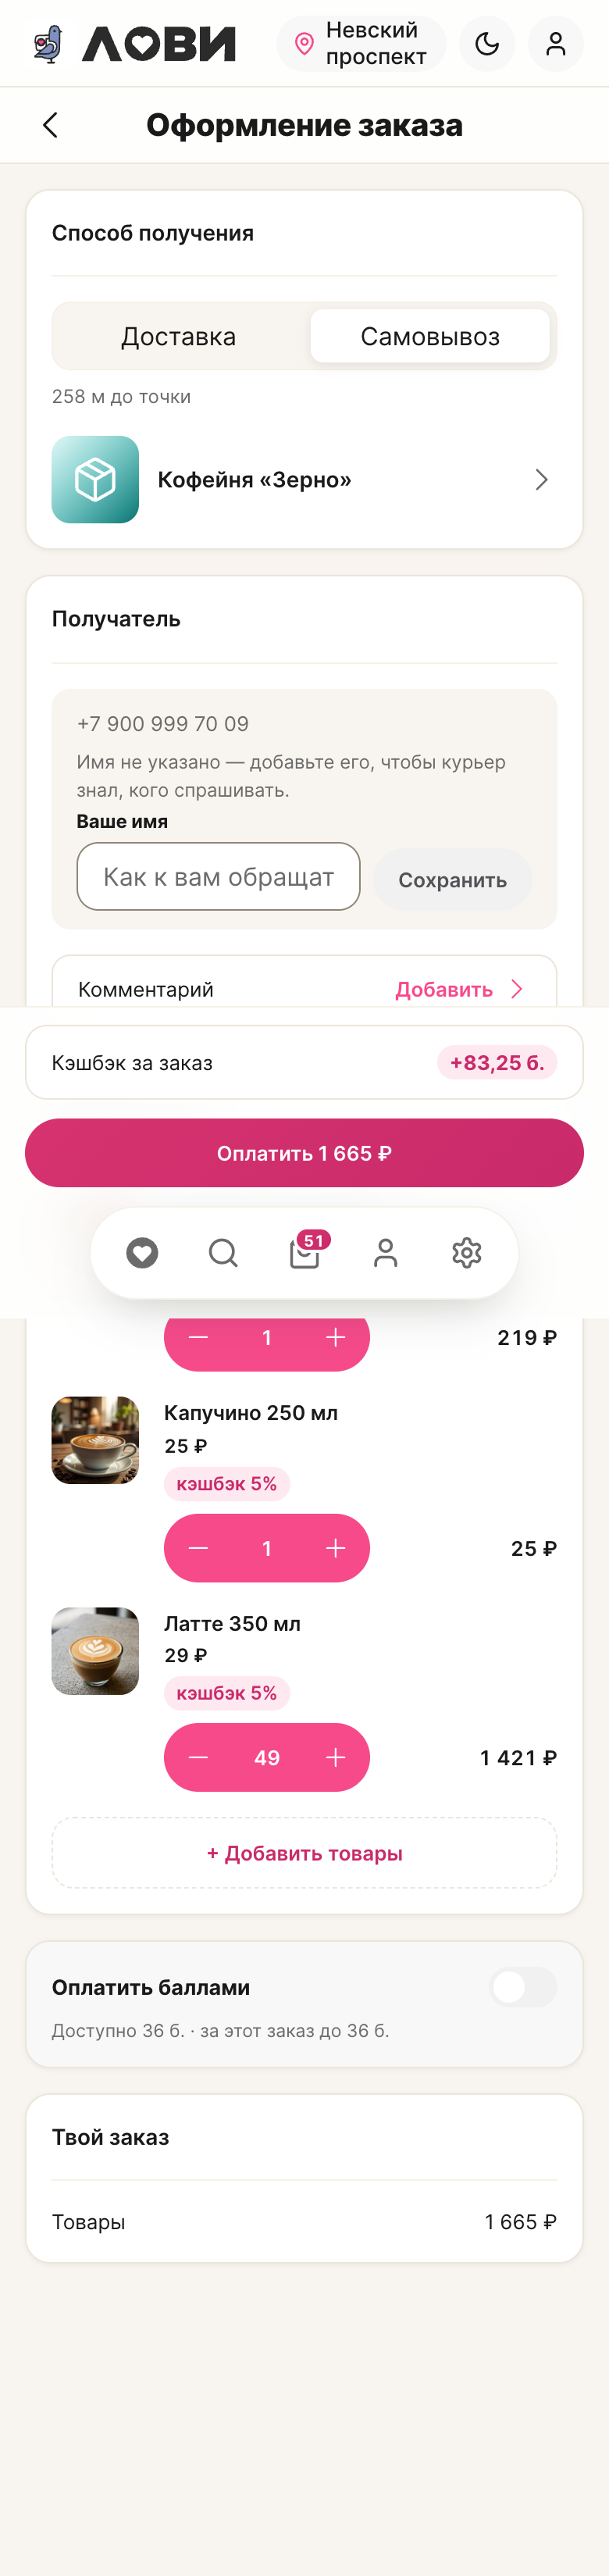 ЛОВИ
Невский
проспект
Оформление заказа
Способ получения
Доставка
Самовывоз
258 м до точки
Кофейня «Зерно»
Получатель
+7 900 999 70 09
Имя не указано — добавьте его, чтобы курьер
знал, кого спрашивать.
Ваше имя
Как к вам обращат
Сохранить
Комментарий
Добавить
Кэшбэк за заказ
+83,25 б.
Оплатить 1 665 ₽
51
1
219 ₽
Капучино 250 мл
25 ₽
кэшбэк 5%
1
25 ₽
Латте 350 мл
29 ₽
кэшбэк 5%
49
1 421 ₽
+ Добавить товары
Оплатить баллами
Доступно 36 б. · за этот заказ до 36 б.
Твой заказ
Товары
1 665 ₽